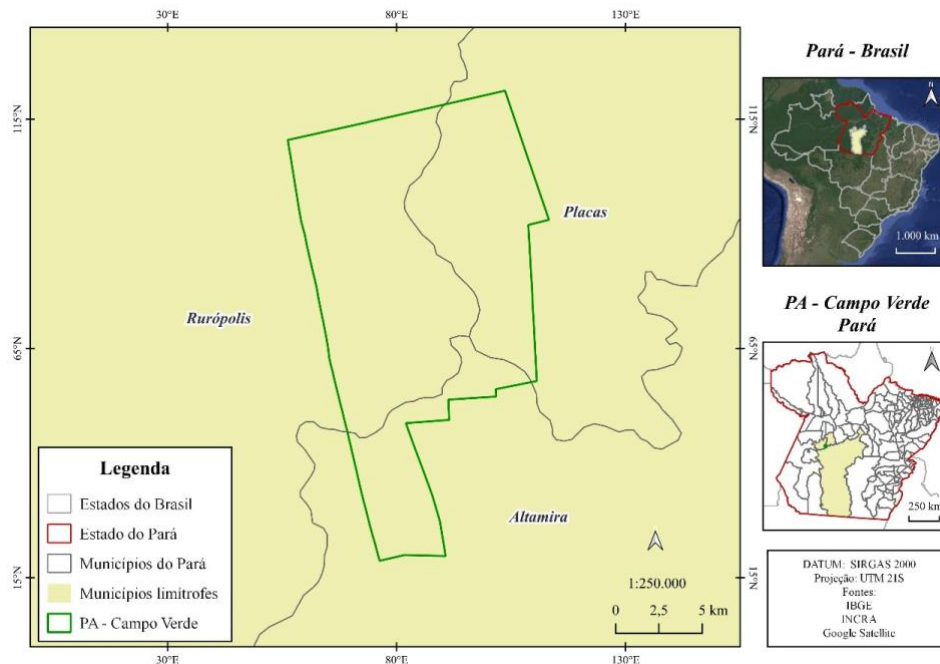 30°E 80°E 130°E
115°N
65°N
15°N
Placas
Rurópolis
Altamira
Legenda
Estados do Brasil
Estado do Pará
Municípios do Pará
Municípios limítrofes
PA - Campo Verde
1:250.000
0 2,5 5 km
30°E 80°E 130°E
115°N
65°N
15°N
Pará - Brasil
N
1.000 km
PA - Campo Verde
Pará
250 km
DATUM: SIRGAS 2000
Projeção: UTM 21S
Fontes:
IBGE
INCRA
Google Satellite